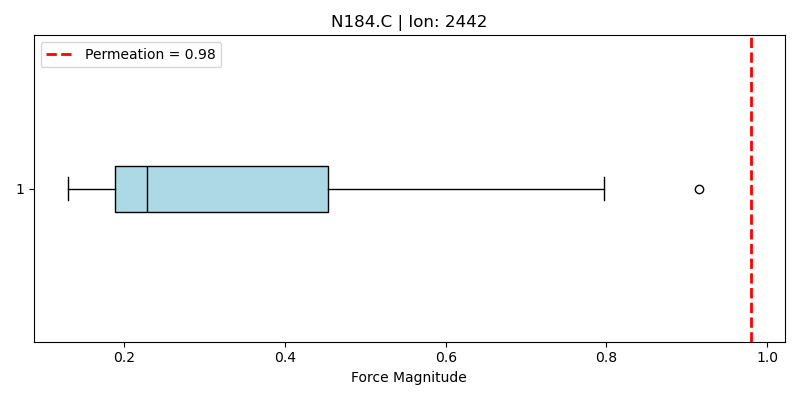 N184.C | Ion: 2442
Permeation = 0.98
1
0.2 0.4 0.6 0.8 1.0
Force Magnitude